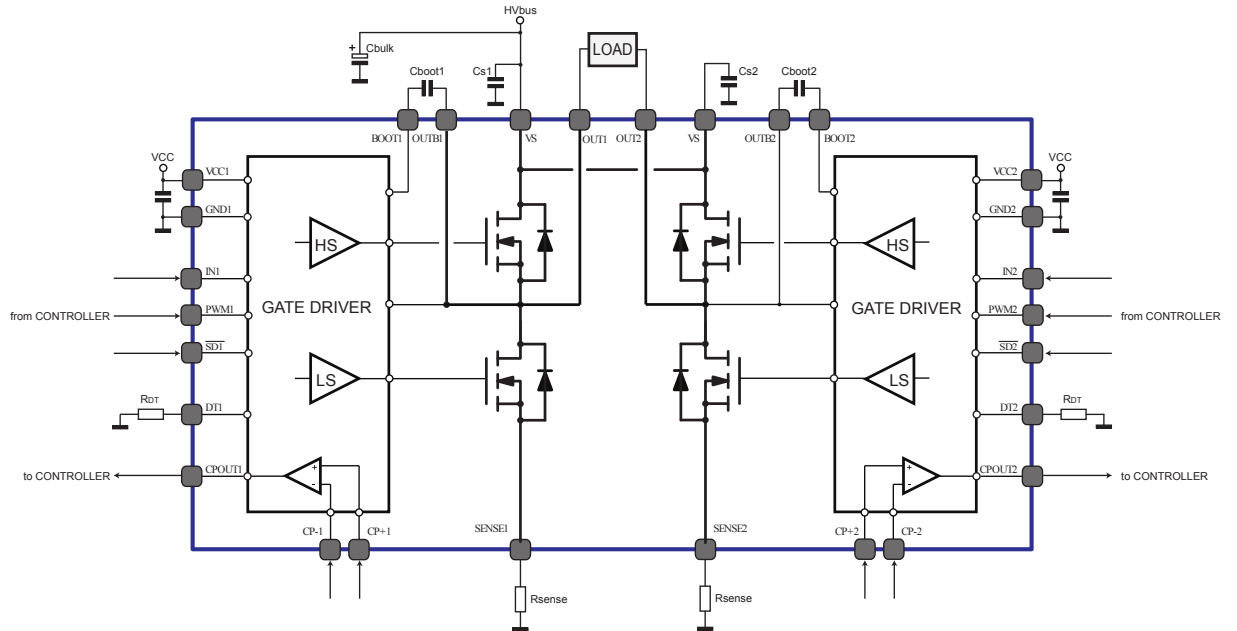 HVbus
+
Cbulk
LOAD
Cboot1
Cs1
Cs2
Cboot2
BOOT1 OUTB1 VS OUT1 OUT2 VS OUTB2 BOOT2
VCC
VCC1
VCC2
VCC
GND1
GND2
HS
HS
IN1
IN2
GATE DRIVER
GATE DRIVER
from CONTROLLER
PWM1
PWM2
from CONTROLLER
SD1
SD2
LS
LS
RDT
DT1
DT2
RDT
to CONTROLLER
CPOUT1
+
-
+
-
CPOUT2
to CONTROLLER
CP-1 CP+1 SENSE1 SENSE2 CP+2 CP-2
Rsense
Rsense